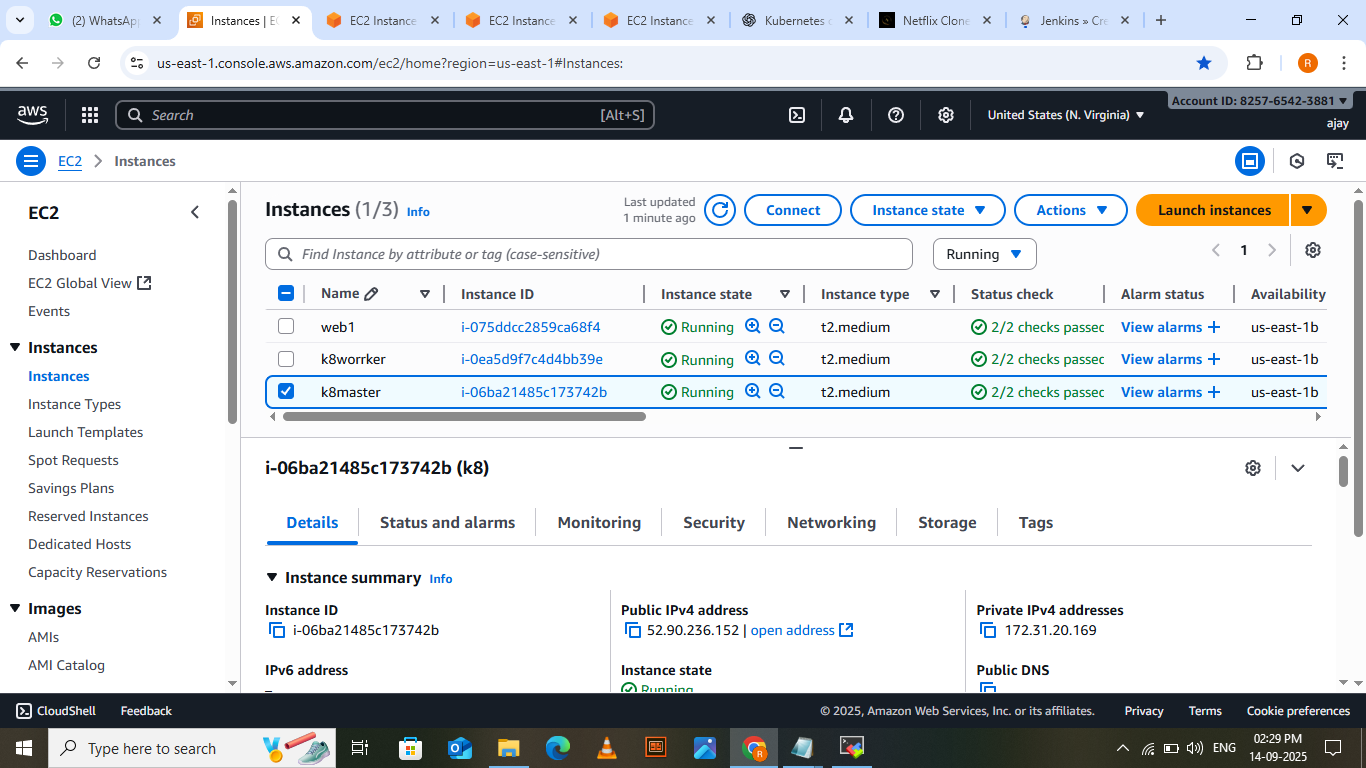 (2) WhatsApp
Instances | EC
EC2 Instance
EC2 Instance
EC2 Instance
Kubernetes c
Netflix Clone
Jenkins » Cre
us-east-1.console.aws.amazon.com/ec2/home?region=us-east-1#Instances:
R
aws
Search
[Alt+S]
United States (N. Virginia)
Account ID: 8257-6542-3881
ajay
EC2
Instances
EC2
Dashboard
EC2 Global View
Events
Instances
Instances
Instance Types
Launch Templates
Spot Requests
Savings Plans
Reserved Instances
Dedicated Hosts
Capacity Reservations
Images
AMIs
AMI Catalog
Instances (1/3) Info
Last updated
1 minute ago
Connect
Instance state
Actions
Launch instances
Find Instance by attribute or tag (case-sensitive)
Running
1
Name Instance ID Instance state Instance type Status check Alarm status Availability
web1 i-075ddcc2859ca68f4 Running t2.medium 2/2 checks passec View alarms + us-east-1b
k8worrker i-0ea5d9f7c4d4bb39e Running t2.medium 2/2 checks passec View alarms + us-east-1b
k8master i-06ba21485c173742b Running t2.medium 2/2 checks passec View alarms + us-east-1b
i-06ba21485c173742b (k8)
Details Status and alarms Monitoring Security Networking Storage Tags
Instance summary Info
Instance ID
i-06ba21485c173742b
Public IPv4 address
52.90.236.152 | open address
Private IPv4 addresses
172.31.20.169
IPv6 address
–
Instance state
Running
Public DNS
CloudShell Feedback
© 2025, Amazon Web Services, Inc. or its affiliates. Privacy Terms Cookie preferences
Type here to search
ENG
02:29 PM
14-09-2025